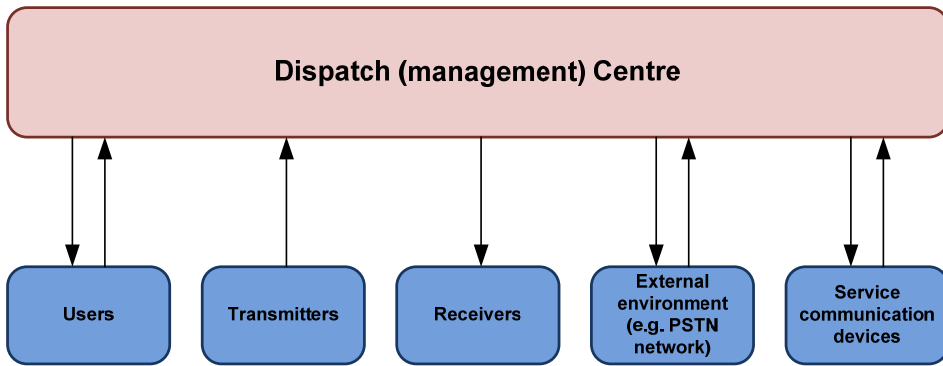 Dispatch (management) Centre
Users
Transmitters
Receivers
External
environment
(e.g. PSTN
network)
Service
communication
devices